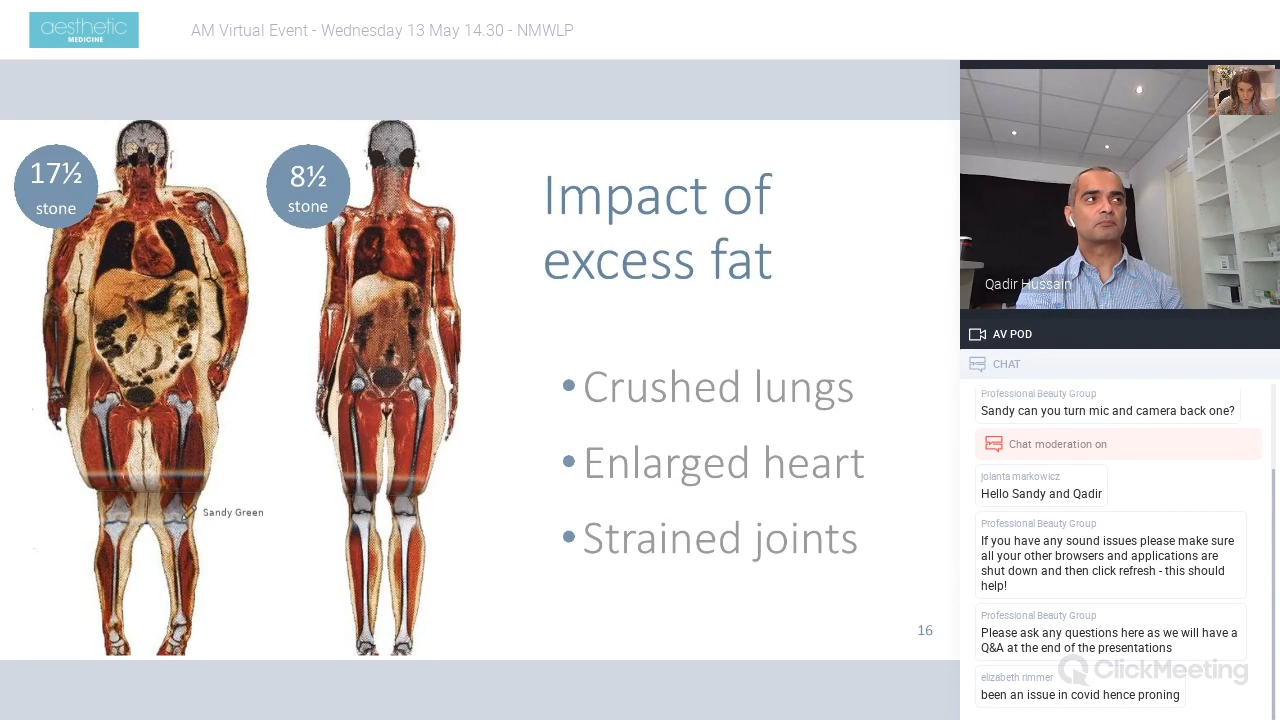 aesthetic
MEDICINE
AM Virtual Event - Wednesday 13 May 14.30 - NMWLP
17½
stone
8½
stone
Impact of
excess fat
• Crushed lungs
• Enlarged heart
• Strained joints
Sandy Green
16
Qadir Hussain
AV POD
CHAT
Professional Beauty Group
Sandy can you turn mic and camera back one?
Chat moderation on
jolanta markowicz
Hello Sandy and Qadir
Professional Beauty Group
If you have any sound issues please make sure
all your other browsers and applications are
shut down and then click refresh - this should
help!
Professional Beauty Group
Please ask any questions here as we will have a
Q&A at the end of the presentations
elizabeth rimmer
been an issue in covid hence proning
ClickMeeting